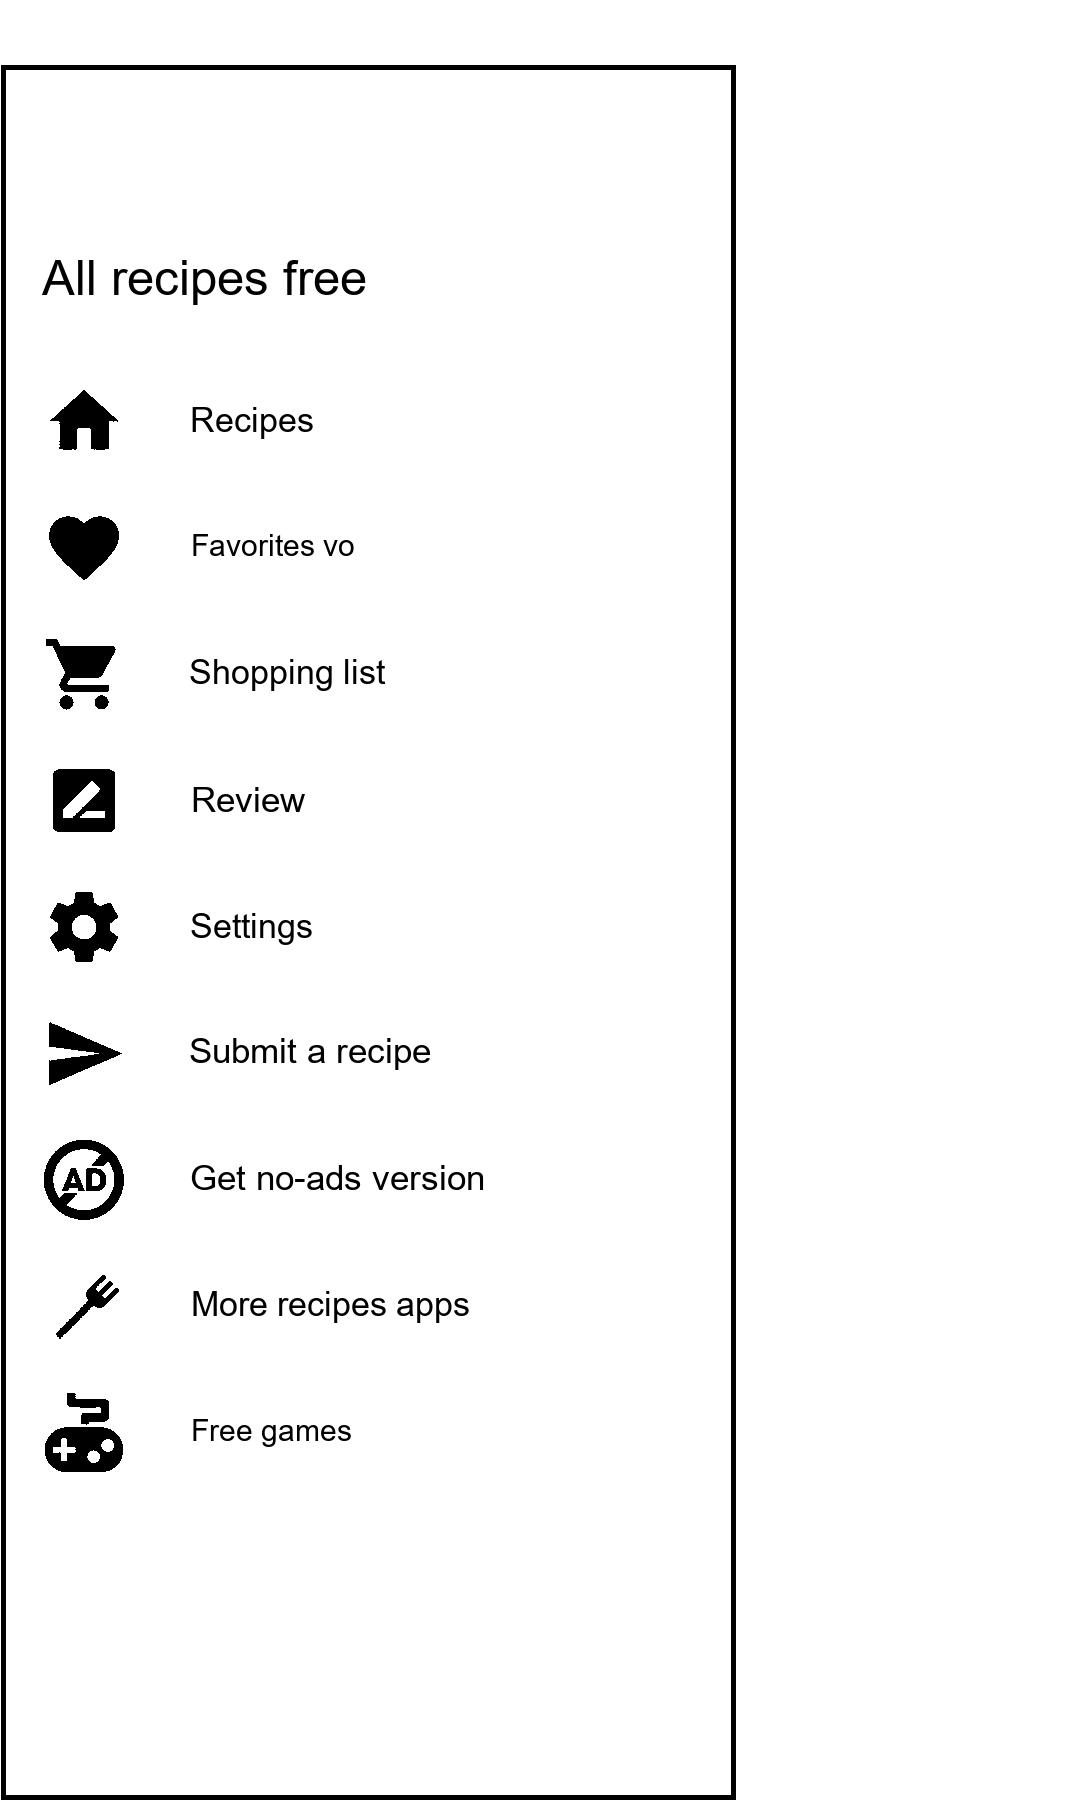 All recipes free
Recipes
Favorites vo
Shopping list
Review
Settings
Submit a recipe
AD
Get no-ads version
More recipes apps
Free games